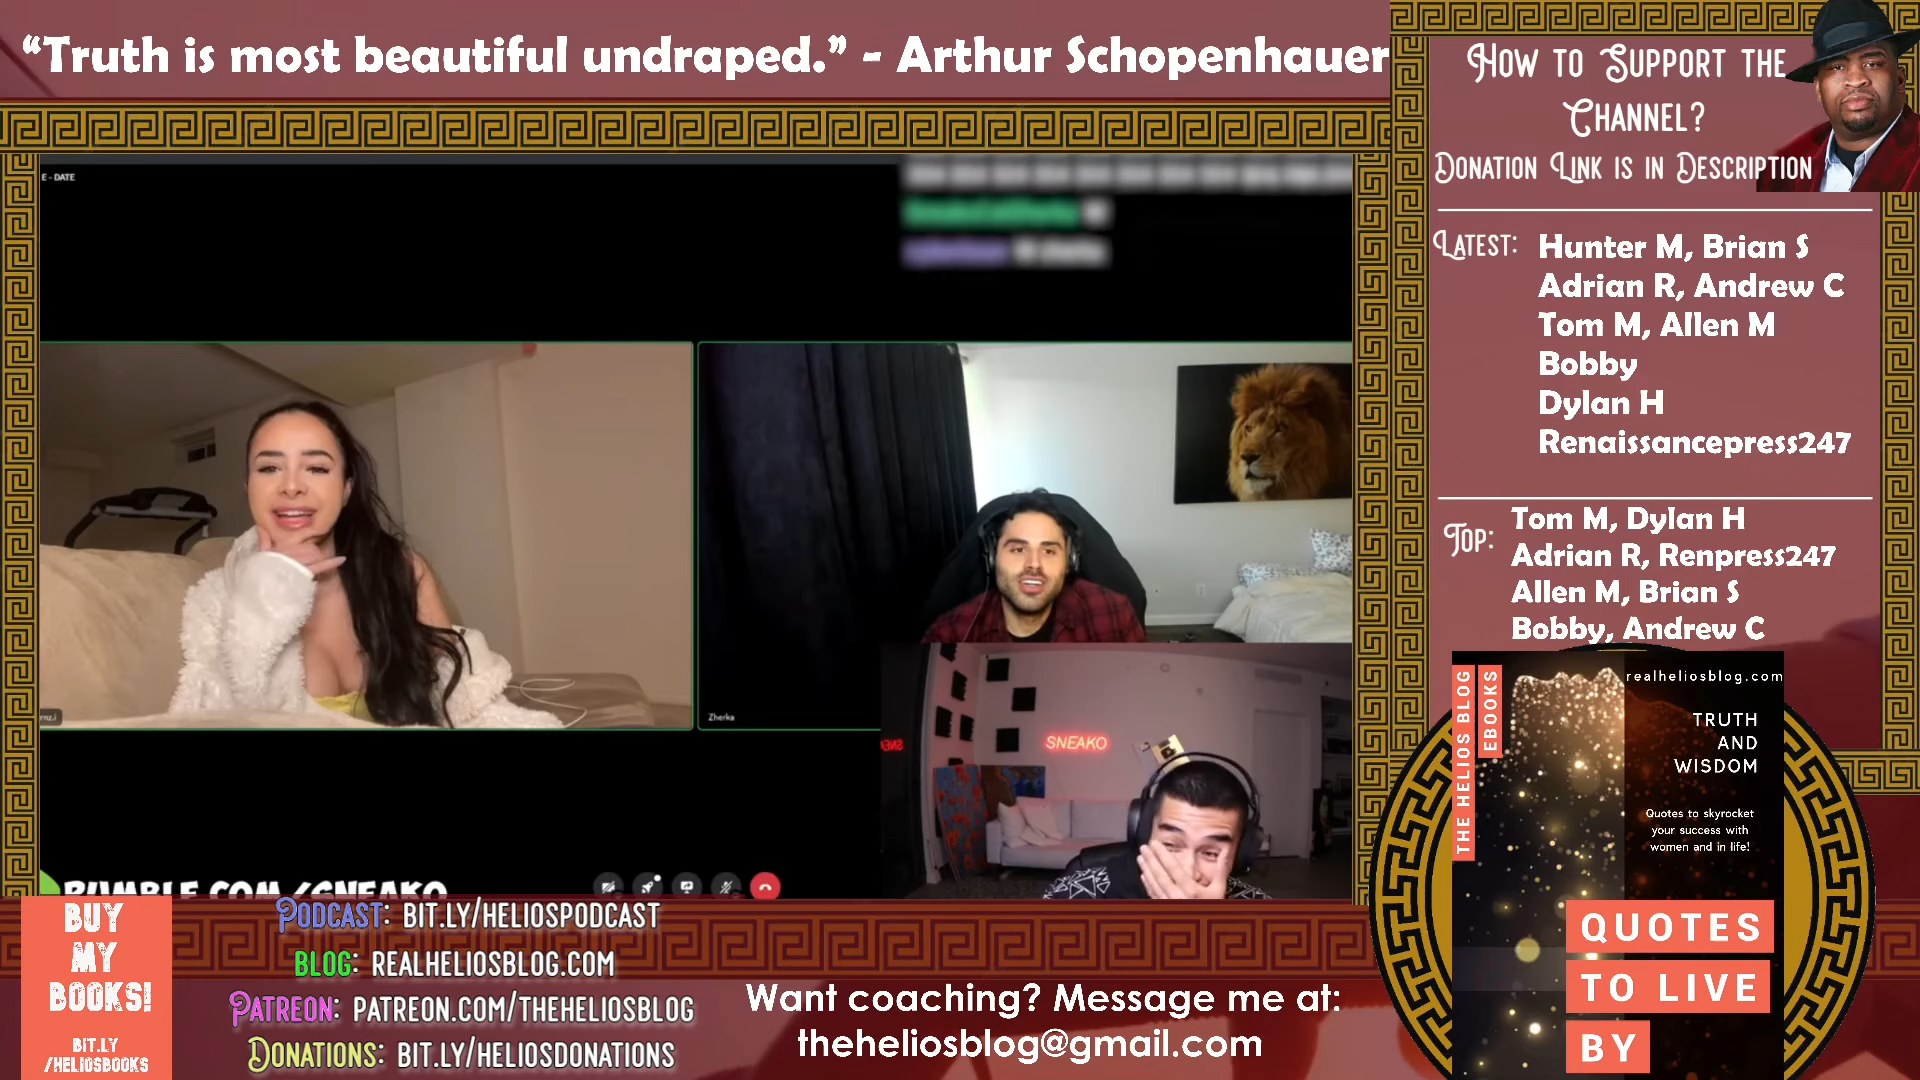 “Truth is most beautiful undraped.” - Arthur Schopenhauer
How to Support the
Channel?
Donation Link is in Description
Latest:
Hunter M, Brian S
Adrian R, Andrew C
Tom M, Allen M
Bobby
Dylan H
Renaissancepress247
Top:
Tom M, Dylan H
Adrian R, Renpress247
Allen M, Brian S
Bobby, Andrew C
E - DATE
Zherka
SNEAKO
RUMBLE.COM/SNEAKO
THE HELIOS BLOG
EBOOKS
realheliosblog.com
TRUTH
AND
WISDOM
Quotes to skyrocket
your success with
women and in life!
QUOTES
TO LIVE
BY
BUY
MY
BOOKS!
BIT.LY
/HELIOSBOOKS
Podcast: bit.ly/heliospodcast
Blog: realheliosblog.com
Patreon: patreon.com/theheliosblog
Donations: bit.ly/heliosdonations
Want coaching? Message me at:
theheliosblog@gmail.com